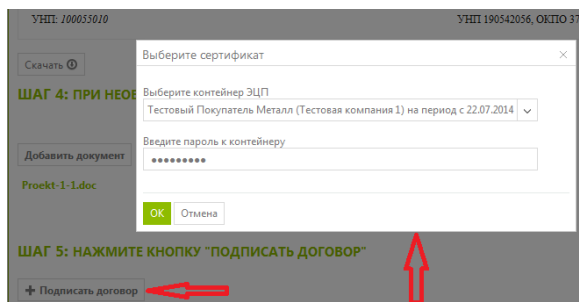 УНП: 100055010
УНП 190542056, ОКПО 37
Выберите сертификат
Скачать
Выберите контейнер ЭЦП
ШАГ 4: ПРИ НЕОБ
Тестовый Покупатель Металл (Тестовая компания 1) на период с 22.07.2014
Введите пароль к контейнеру
•••••••••
Добавить документ
Proekt-1-1.doc
OK Отмена
ШАГ 5: НАЖМИТЕ КНОПКУ "ПОДПИСАТЬ ДОГОВОР"
+ Подписать договор